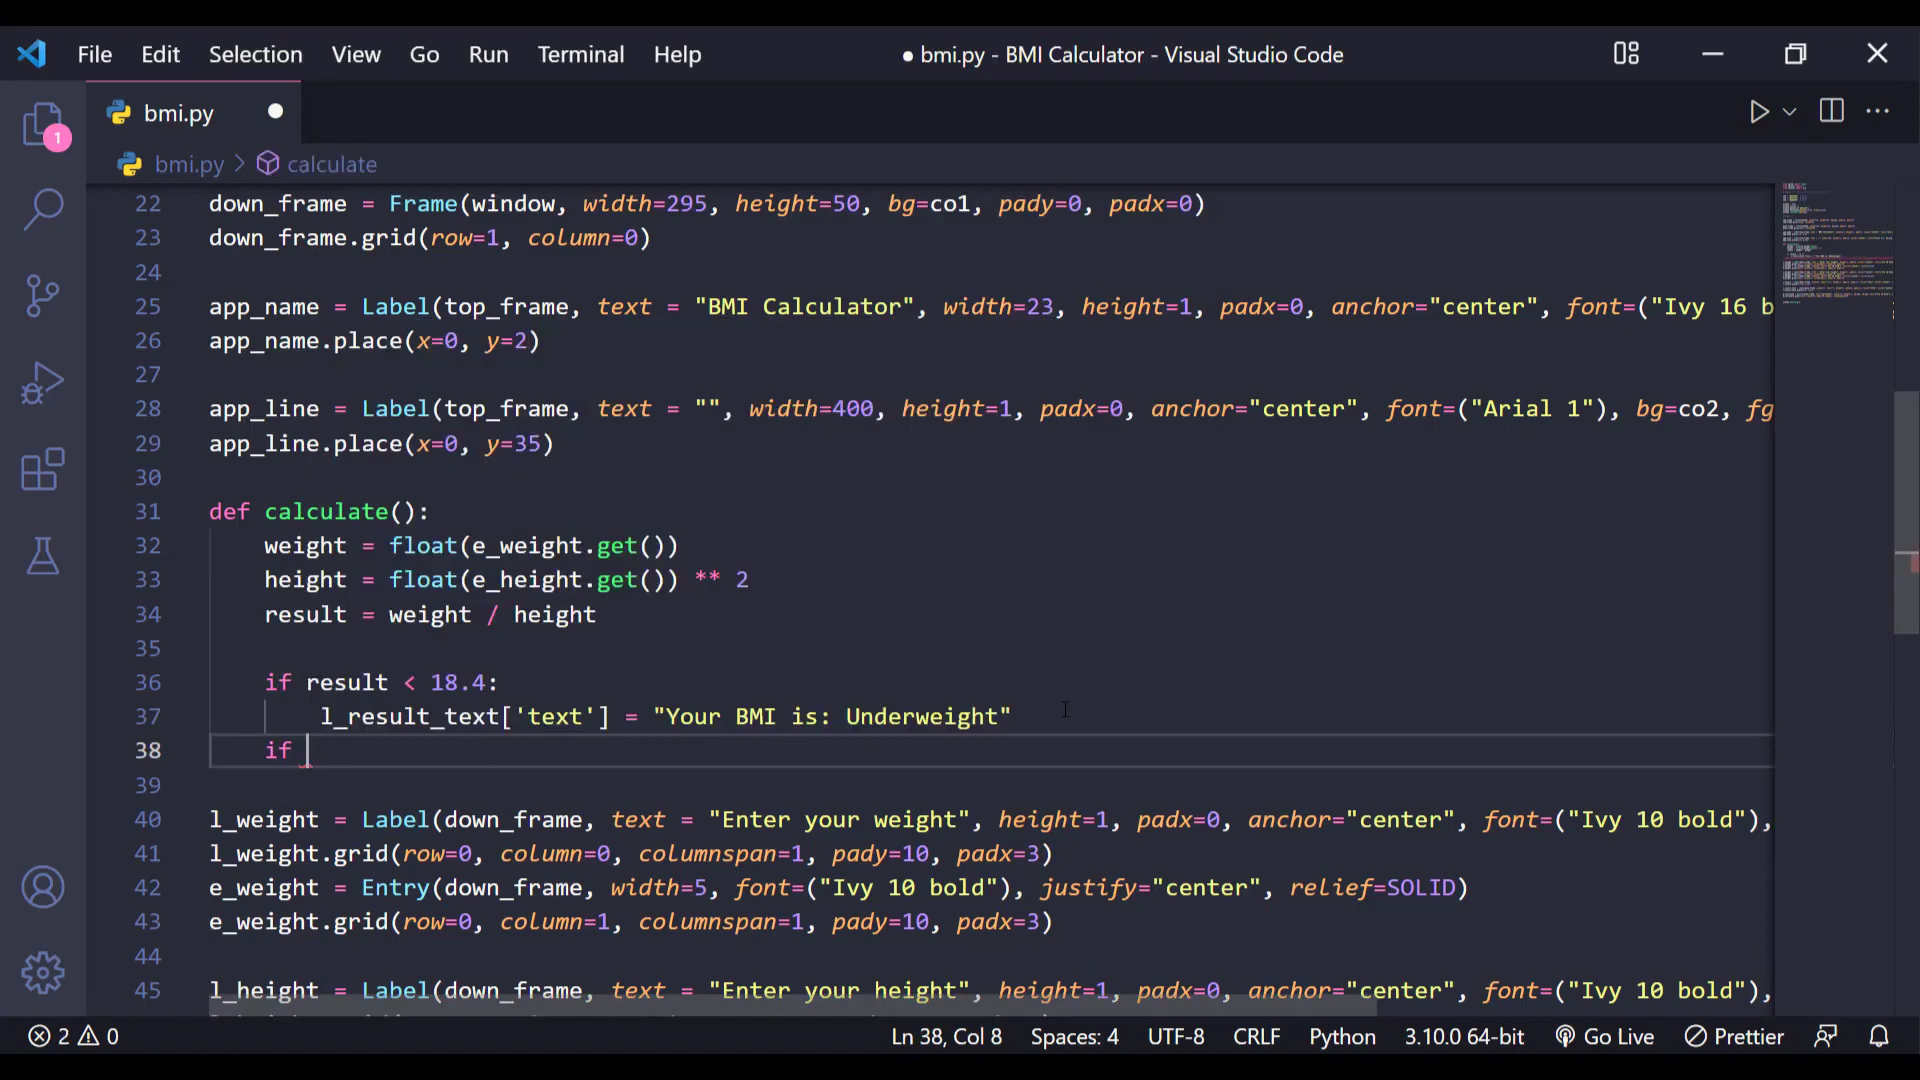 File Edit Selection View Go Run Terminal Help ● bmi.py - BMI Calculator - Visual Studio Code
bmi.py
1
bmi.py > calculate
22 down_frame = Frame(window, width=295, height=50, bg=co1, pady=0, padx=0)
23 down_frame.grid(row=1, column=0)
24
25 app_name = Label(top_frame, text = "BMI Calculator", width=23, height=1, padx=0, anchor="center", font=("Ivy 16 b
26 app_name.place(x=0, y=2)
27
28 app_line = Label(top_frame, text = "", width=400, height=1, padx=0, anchor="center", font=("Arial 1"), bg=co2, fg
29 app_line.place(x=0, y=35)
30
31 def calculate():
32     weight = float(e_weight.get())
33     height = float(e_height.get()) ** 2
34     result = weight / height
35
36     if result < 18.4:
37         l_result_text['text'] = "Your BMI is: Underweight"
38     if
39
40 l_weight = Label(down_frame, text = "Enter your weight", height=1, padx=0, anchor="center", font=("Ivy 10 bold"),
41 l_weight.grid(row=0, column=0, columnspan=1, pady=10, padx=3)
42 e_weight = Entry(down_frame, width=5, font=("Ivy 10 bold"), justify="center", relief=SOLID)
43 e_weight.grid(row=0, column=1, columnspan=1, pady=10, padx=3)
44
45 l_height = Label(down_frame, text = "Enter your height", height=1, padx=0, anchor="center", font=("Ivy 10 bold"),
2 0 Ln 38, Col 8 Spaces: 4 UTF-8 CRLF Python 3.10.0 64-bit Go Live Prettier